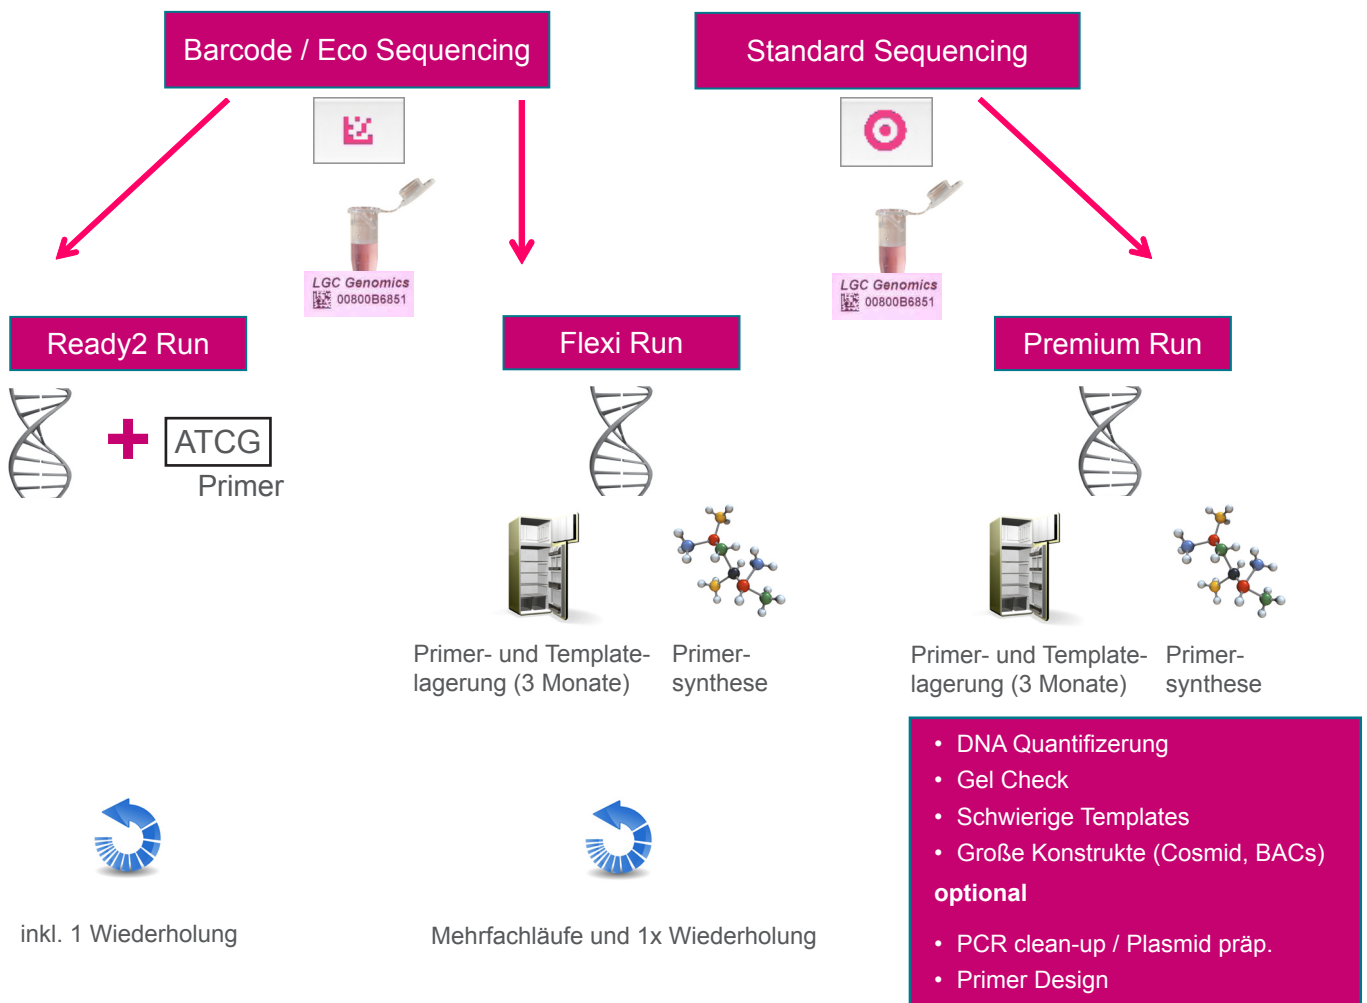 Barcode / Eco Sequencing
Standard Sequencing
LGC Genomics
00800B6851
LGC Genomics
00800B6851
Ready2 Run
Flexi Run
Premium Run
ATCG
Primer
Primer- und Template-
lagerung (3 Monate)
Primer-
synthese
Primer- und Template-
lagerung (3 Monate)
Primer-
synthese
• DNA Quantifizerung
• Gel Check
• Schwierige Templates
• Große Konstrukte (Cosmid, BACs)
optional
• PCR clean-up / Plasmid präp.
• Primer Design
inkl. 1 Wiederholung
Mehrfachläufe und 1x Wiederholung